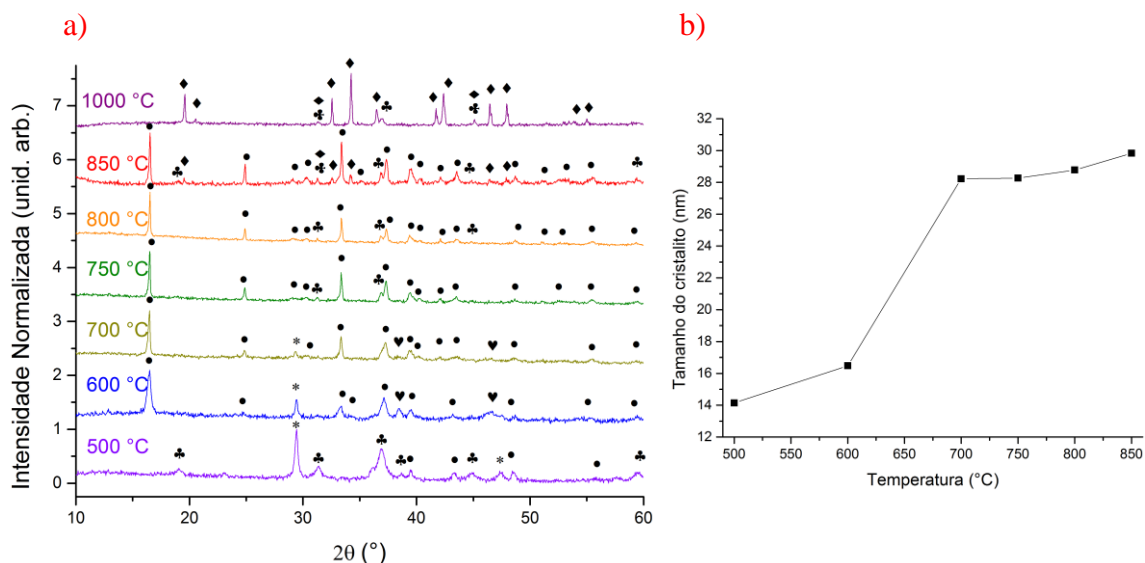 a)
Intensidade Normalizada (unid. arb.)
7
6
5
4
3
2
1
0
1000 °C
850 °C
800 °C
750 °C
700 °C
600 °C
500 °C
10 20 30 40 50 60
2θ (°)
b)
Tamanho do cristalito (nm)
32
30
28
26
24
22
20
18
16
14
12
500 550 600 650 700 750 800 850
Temperatura (°C)